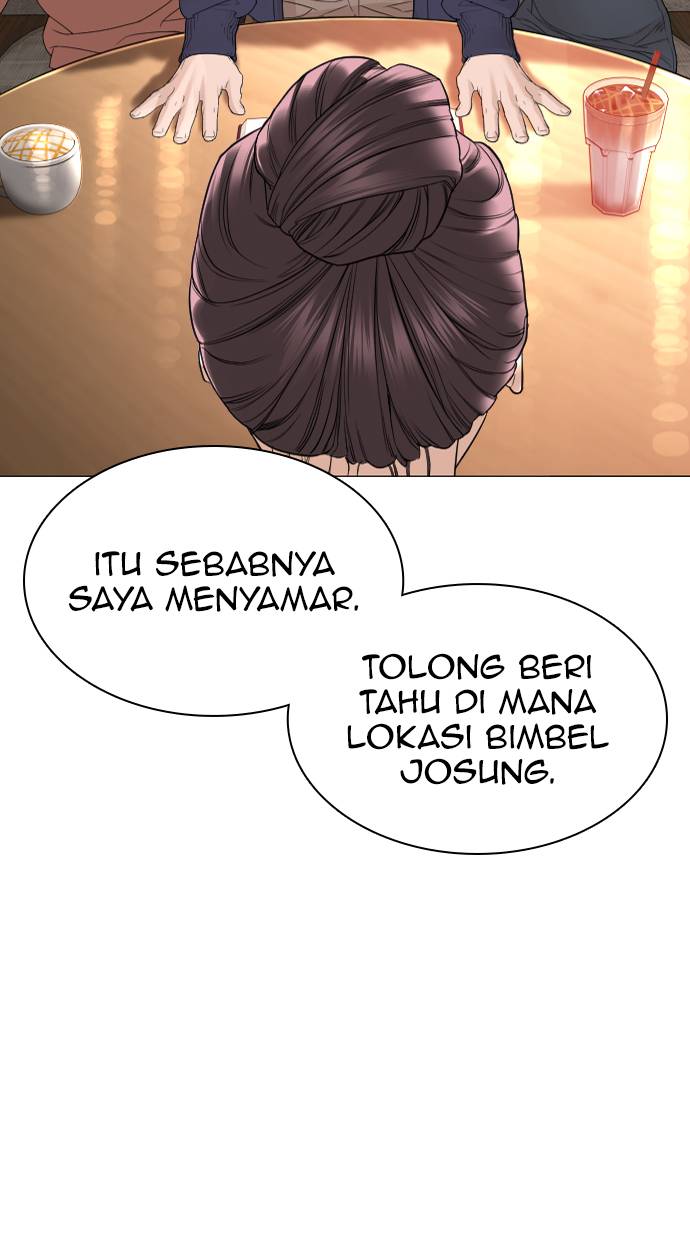 ITU SEBABNYA
SAYA MENYAMAR.
TOLONG BERI
TAHU DI MANA
LOKASI BIMBEL
JOSUNG.